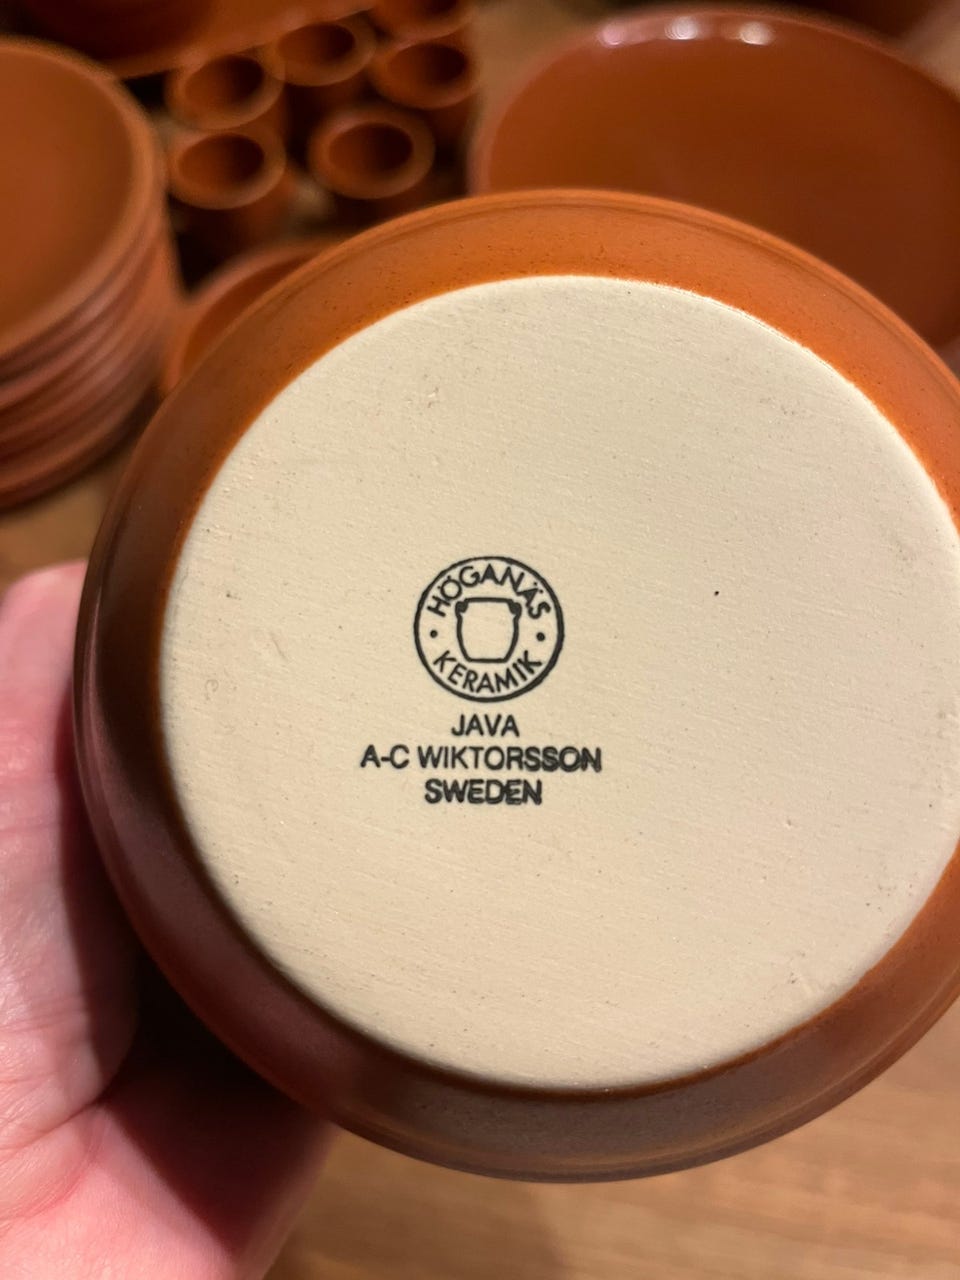 HÖGANÄS
KERAMIK
JAVA
A-C WIKTORSSON
SWEDEN